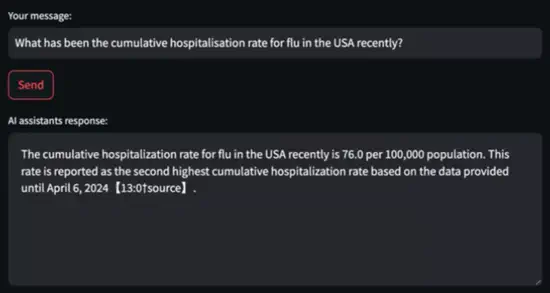 Your message:
What has been the cumulative hospitalisation rate for flu in the USA recently?
Send
AI assistants response:
The cumulative hospitalization rate for flu in the USA recently is 76.0 per 100,000 population. This
rate is reported as the second highest cumulative hospitalization rate based on the data provided
until April 6, 2024【13:0†source】.